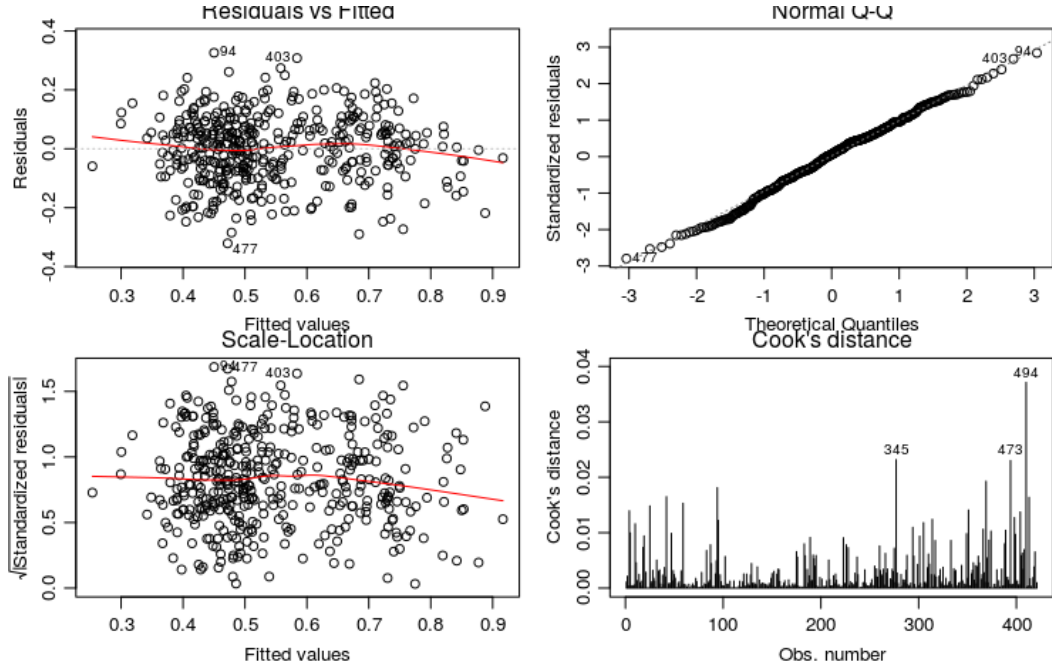 Residuals vs Fitted
Residuals
0.4
0.2
0.0
-0.2
-0.4
94
403
477
0.3 0.4 0.5 0.6 0.7 0.8 0.9
Fitted values
Normal Q-Q
Standardized residuals
3
2
1
0
-1
-2
-3
403
94
477
-3 -2 -1 0 1 2 3
Theoretical Quantiles
Scale-Location
√|Standardized residuals|
1.5
1.0
0.5
0.0
94
477
403
0.3 0.4 0.5 0.6 0.7 0.8 0.9
Fitted values
Cook's distance
Cook's distance
0.04
0.03
0.02
0.01
0.00
494
345
473
0 100 200 300 400
Obs. number